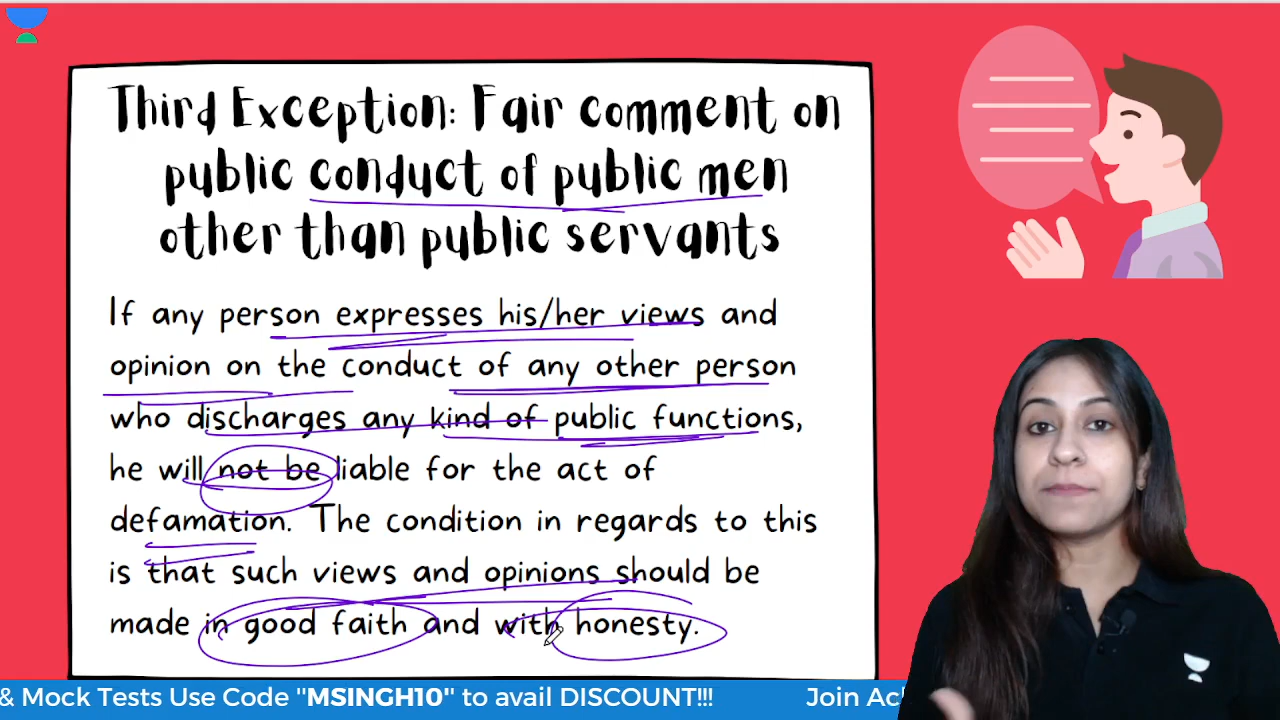 Third Exception: Fair comment on
public conduct of public men
other than public servants
If any person expresses his/her views and
opinion on the conduct of any other person
who discharges any kind of public functions,
he will not be liable for the act of
defamation. The condition in regards to this
is that such views and opinions should be
made in good faith and with honesty.
& Mock Tests Use Code "MSINGH10" to avail DISCOUNT!!! Join